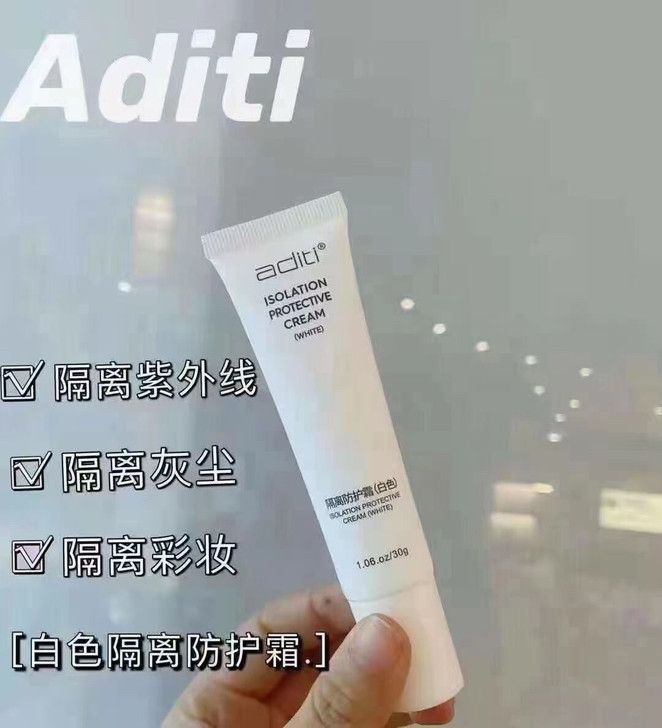 Aditi
aditi®
ISOLATION
PROTECTIVE
CREAM
(WHITE)
隔离紫外线
隔离灰尘
隔离防护霜(白色)
ISOLATION PROTECTIVE
CREAM (WHITE)
隔离彩妆
1.06.oz/30g
[白色隔离防护霜.]